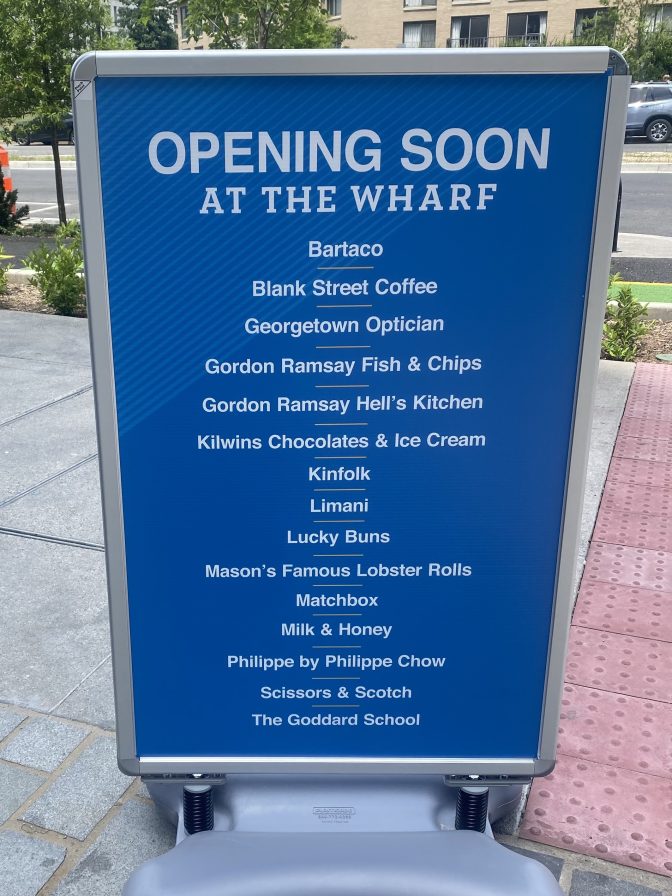 OPENING SOON
AT THE WHARF
Bartaco
Blank Street Coffee
Georgetown Optician
Gordon Ramsay Fish & Chips
Gordon Ramsay Hell's Kitchen
Kilwins Chocolates & Ice Cream
Kinfolk
Limani
Lucky Buns
Mason's Famous Lobster Rolls
Matchbox
Milk & Honey
Philippe by Philippe Chow
Scissors & Scotch
The Goddard School